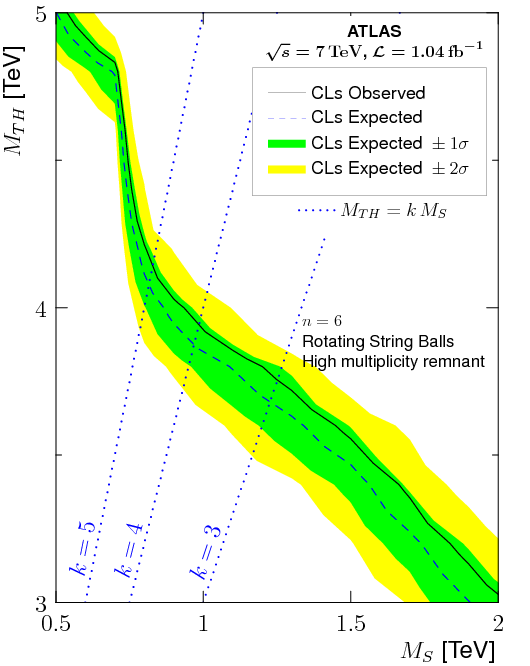 ATLAS
√s = 7 TeV, 𝓛 = 1.04 fb⁻¹
CLs Observed
CLs Expected
CLs Expected ± 1σ
CLs Expected ± 2σ
M_TH = k M_S
n = 6
Rotating String Balls
High multiplicity remnant
k = 5
k = 4
k = 3
M_TH [TeV]
5
4
3
0.5 1 1.5 2
M_S [TeV]